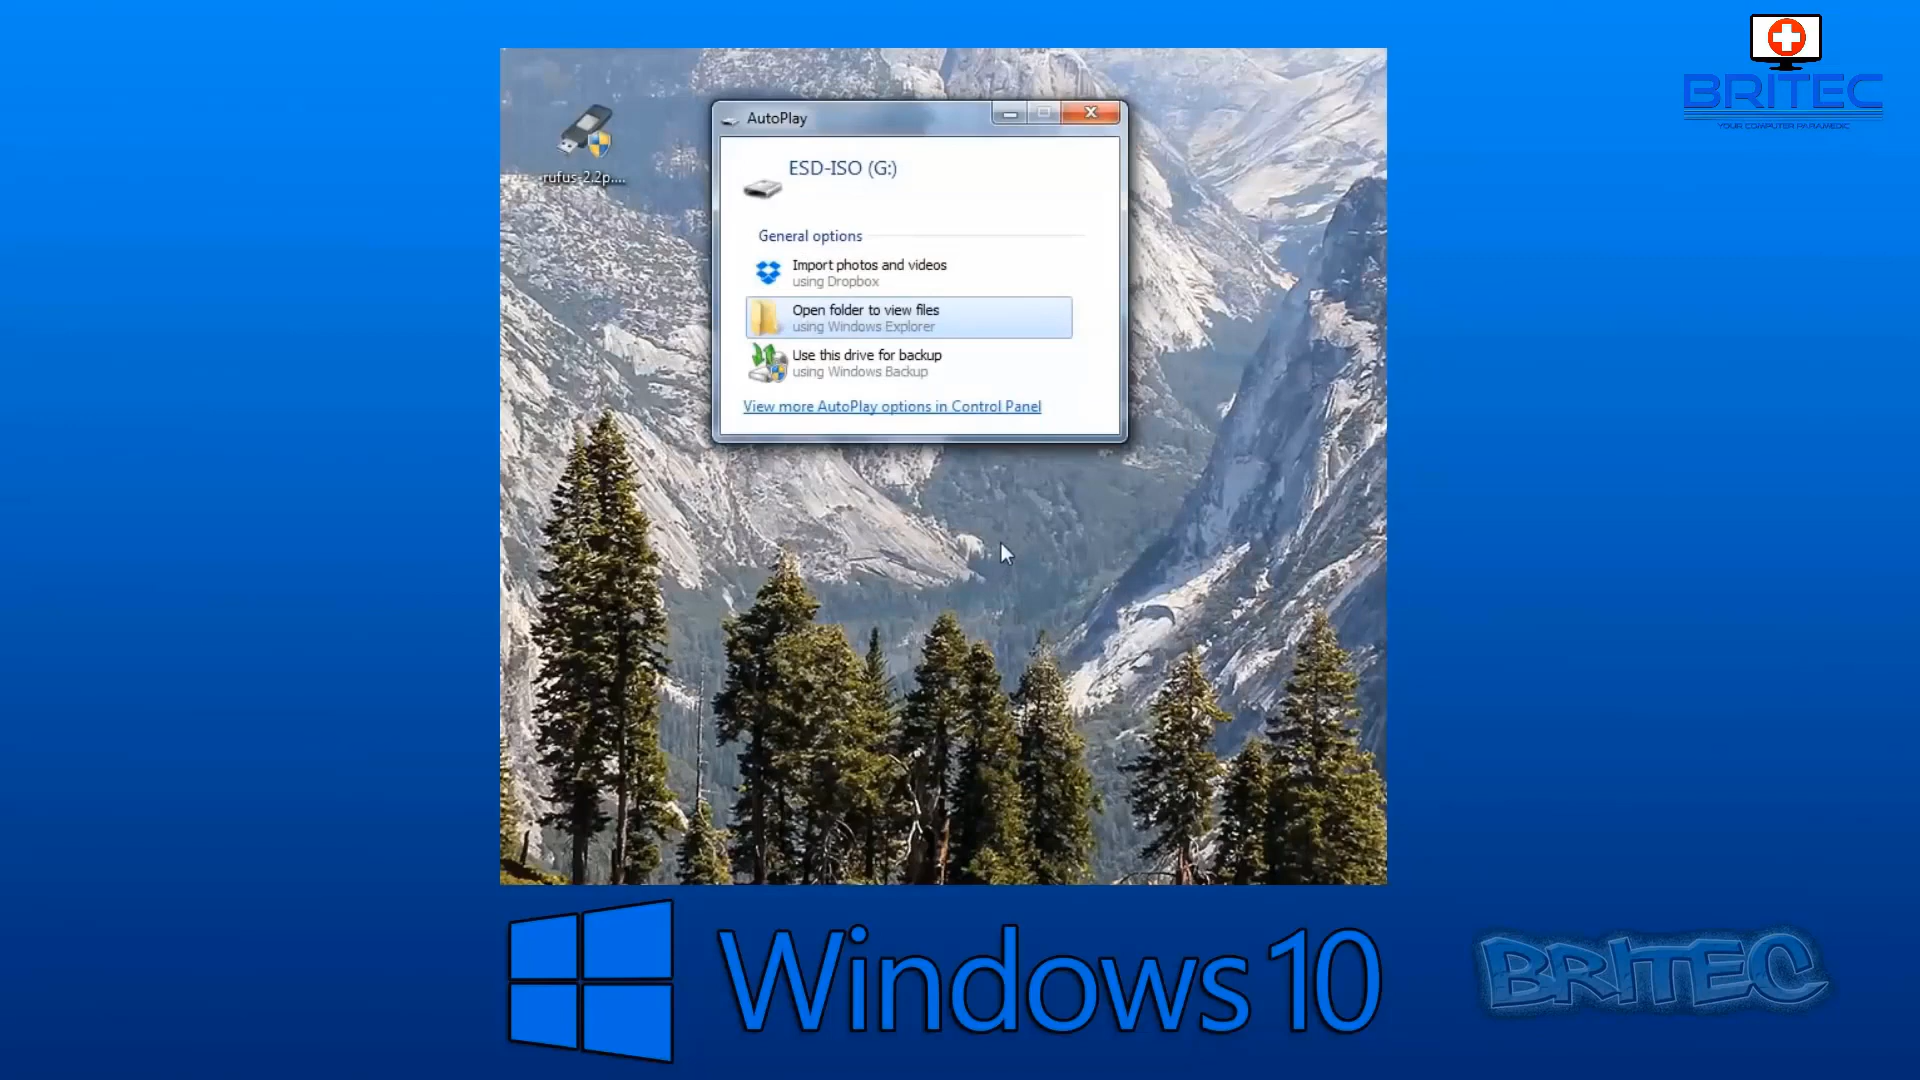 BRITEC
YOUR COMPUTER PARAMEDIC
rufus-2.2p....
AutoPlay
ESD-ISO (G:)
General options
Import photos and videos
using Dropbox
Open folder to view files
using Windows Explorer
Use this drive for backup
using Windows Backup
View more AutoPlay options in Control Panel
Windows 10
BRITEC